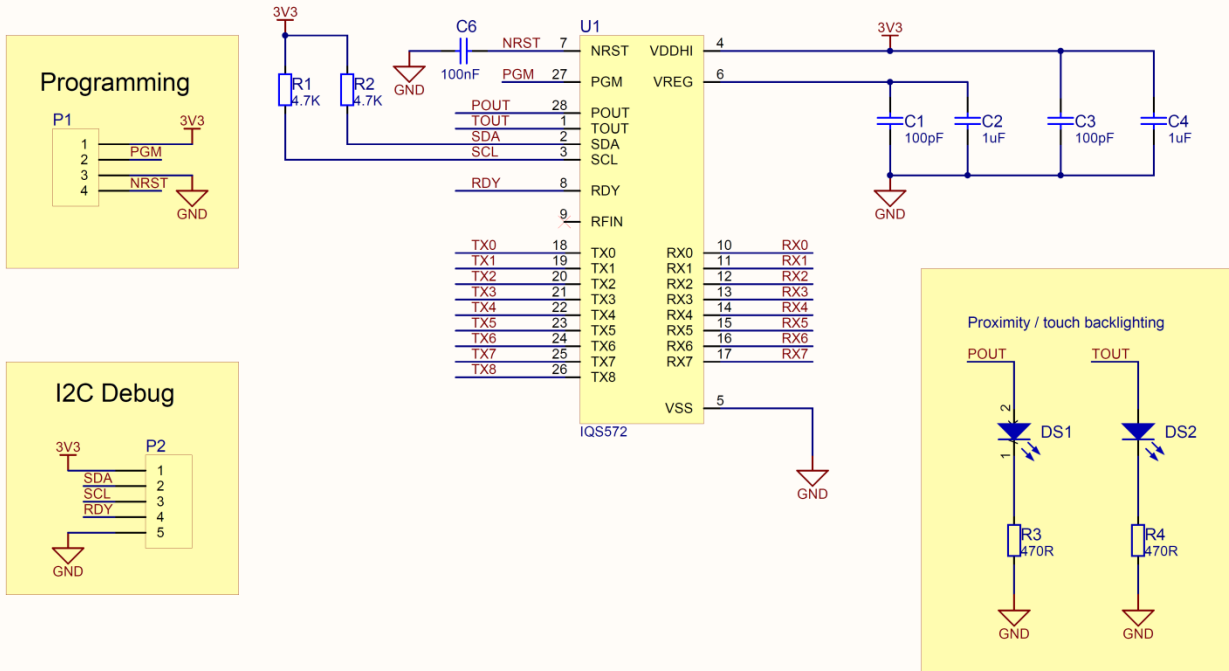 Programming
P1
3V3
1
2
PGM
3
4
NRST
GND
I2C Debug
P2
3V3
1
SDA
2
SCL
3
RDY
4
5
GND
3V3
R1
4.7K
R2
4.7K
C6
100nF
GND
U1
NRST 7 NRST
PGM 27 PGM
POUT 28 POUT
TOUT 1 TOUT
SDA 2 SDA
SCL 3 SCL
RDY 8 RDY
9 RFIN
TX0 18 TX0
TX1 19 TX1
TX2 20 TX2
TX3 21 TX3
TX4 22 TX4
TX5 23 TX5
TX6 24 TX6
TX7 25 TX7
TX8 26 TX8
VDDHI 4
VREG 6
RX0 10 RX0
RX1 11 RX1
RX2 12 RX2
RX3 13 RX3
RX4 14 RX4
RX5 15 RX5
RX6 16 RX6
RX7 17 RX7
VSS 5
IQS572
GND
3V3
C1
100pF
C2
1uF
C3
100pF
C4
1uF
GND
Proximity / touch backlighting
POUT
TOUT
2
1
DS1
DS2
R3
470R
R4
470R
GND
GND